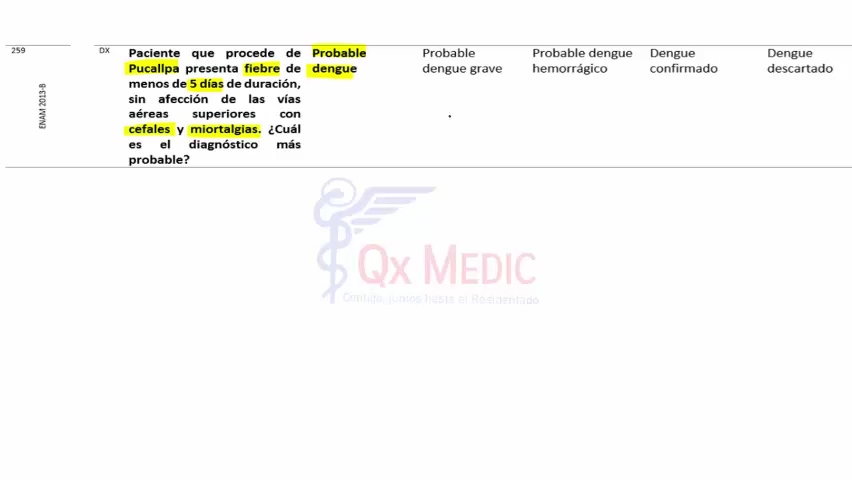 259
DX
ENAM 2013-B
Paciente que procede de
Pucallpa presenta fiebre de
menos de 5 días de duración,
sin afección de las vías
aéreas superiores con
cefales y miortalgias. ¿Cuál
es el diagnóstico más
probable?
Probable
dengue
Probable
dengue grave
Probable dengue
hemorrágico
Dengue
confirmado
Dengue
descartado
Qx MEDIC
Contigo, juntos hasta el Residentado